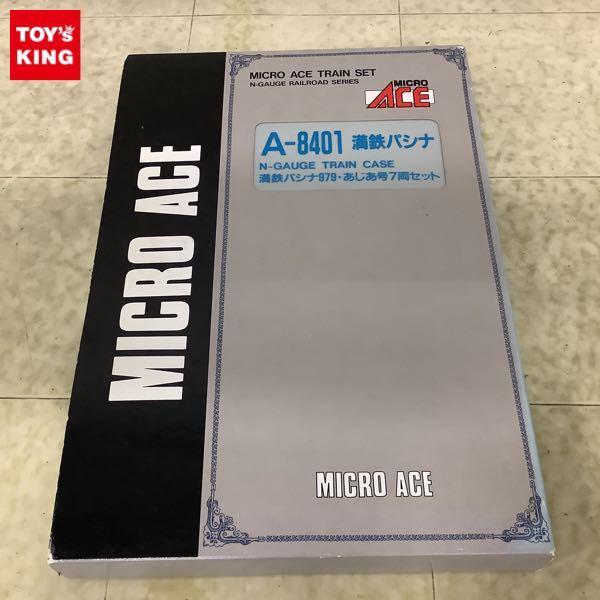 TOY's
KING
MICRO ACE TRAIN SET
N-GAUGE RAILROAD SERIES
MICRO
ACE
A-8401 満鉄パシナ
N-GAUGE TRAIN CASE
満鉄パシナ979・あじあ号7両セット
MICRO ACE
MICRO ACE